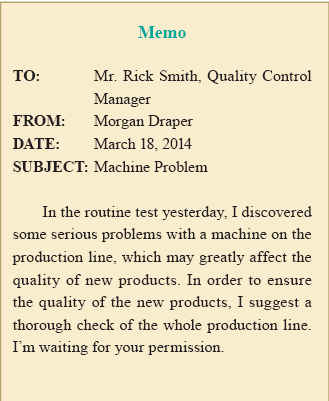 Memo
TO: Mr. Rick Smith, Quality Control
Manager
FROM: Morgan Draper
DATE: March 18, 2014
SUBJECT: Machine Problem
In the routine test yesterday, I discovered
some serious problems with a machine on the
production line, which may greatly affect the
quality of new products. In order to ensure
the quality of the new products, I suggest a
thorough check of the whole production line.
I’m waiting for your permission.